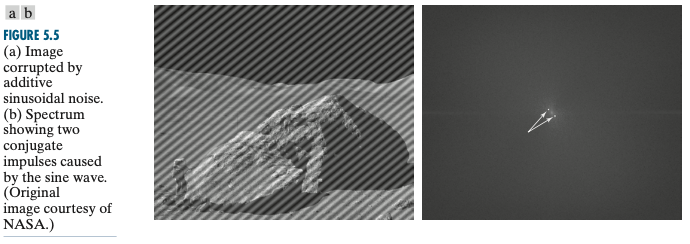 a b
FIGURE 5.5
(a) Image
corrupted by
additive
sinusoidal noise.
(b) Spectrum
showing two
conjugate
impulses caused
by the sine wave.
(Original
image courtesy of
NASA.)